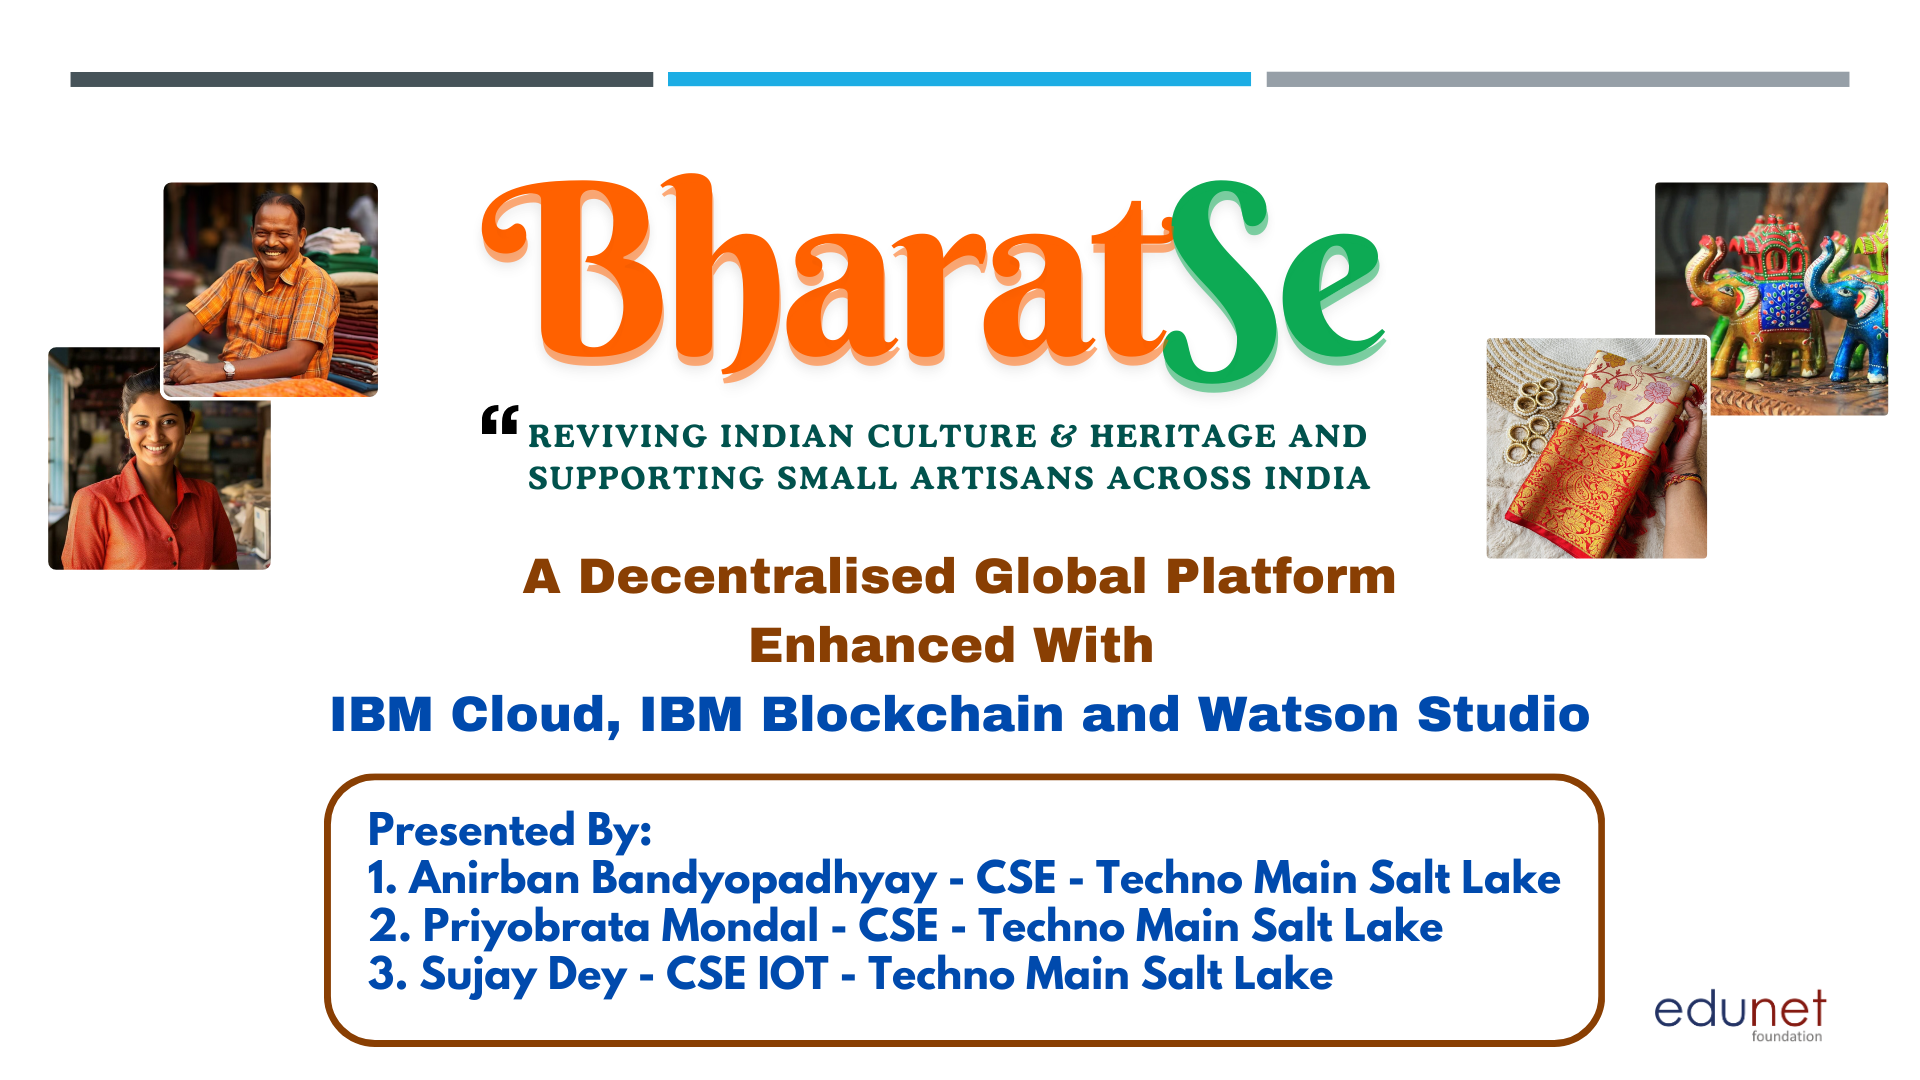 BharatSe
“ REVIVING INDIAN CULTURE & HERITAGE AND
SUPPORTING SMALL ARTISANS ACROSS INDIA
A Decentralised Global Platform
Enhanced With
IBM Cloud, IBM Blockchain and Watson Studio
Presented By:
1. Anirban Bandyopadhyay - CSE - Techno Main Salt Lake
2. Priyobrata Mondal - CSE - Techno Main Salt Lake
3. Sujay Dey - CSE IOT - Techno Main Salt Lake
edunet
foundation